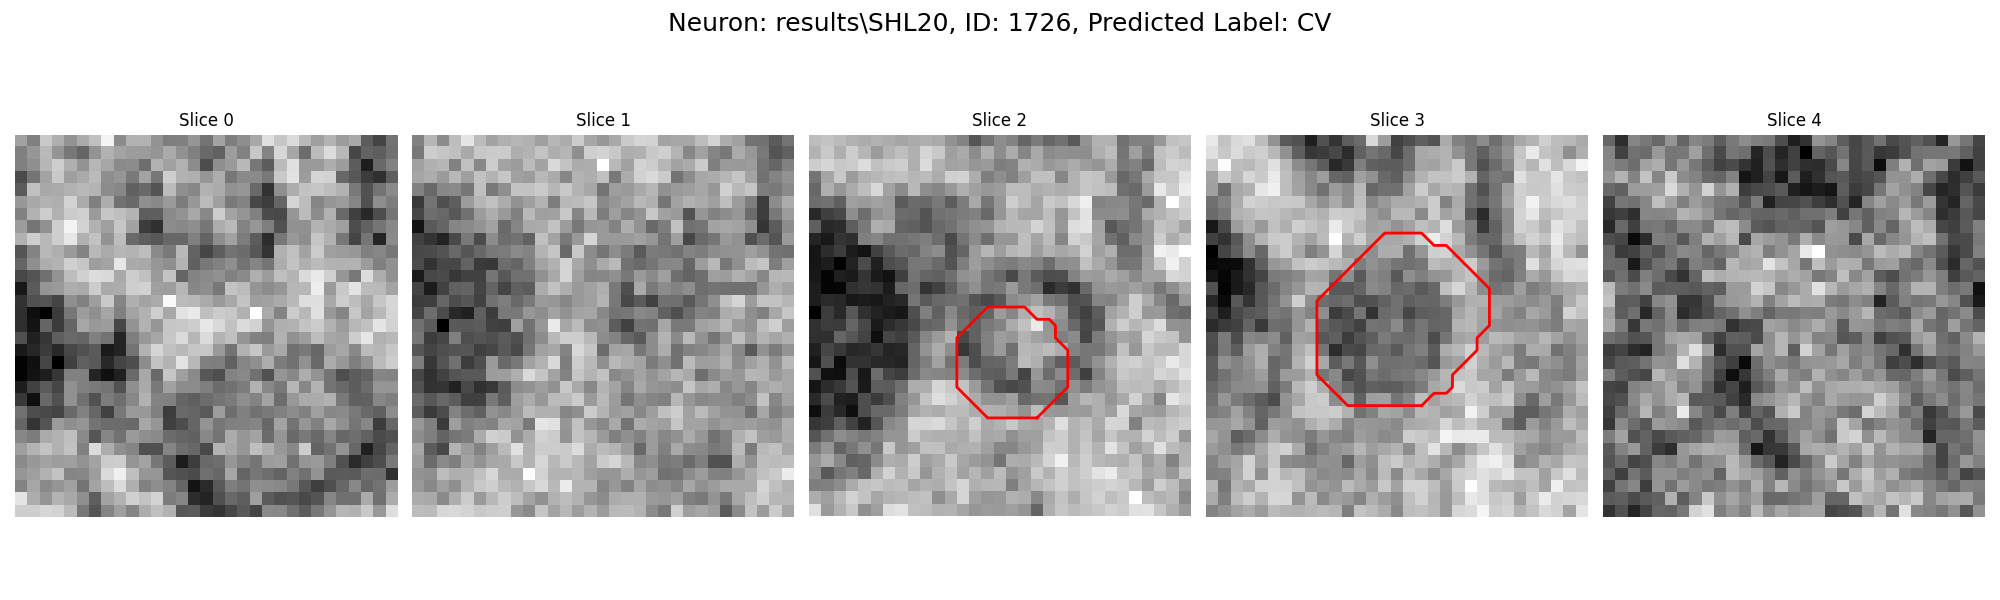 Neuron: results\SHL20, ID: 1726, Predicted Label: CV
Slice 0
Slice 1
Slice 2
Slice 3
Slice 4